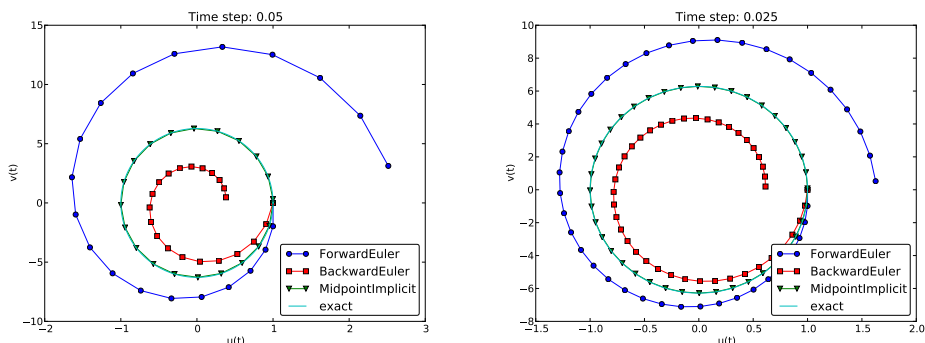 Time step: 0.05
15
10
5
0
−5
−10
v(t)
−2
−1
0
1
2
3
u(t)
ForwardEuler
BackwardEuler
MidpointImplicit
exact
Time step: 0.025
10
8
6
4
2
0
−2
−4
−6
−8
v(t)
−1.5
−1.0
−0.5
0.0
0.5
1.0
1.5
2.0
u(t)
ForwardEuler
BackwardEuler
MidpointImplicit
exact